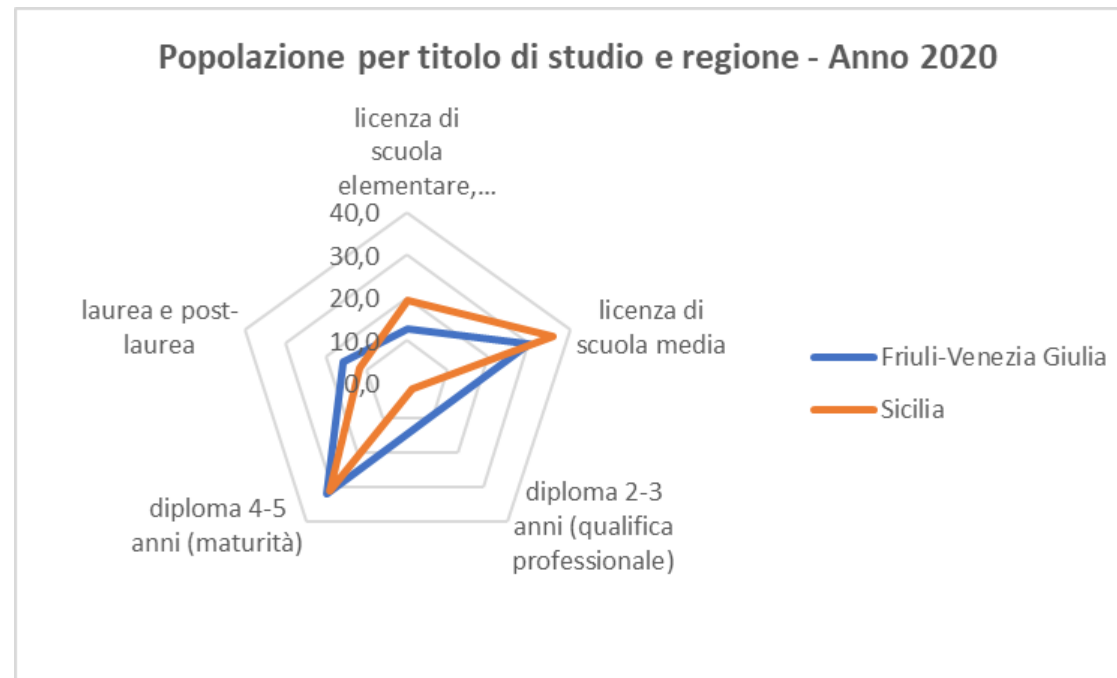 Popolazione per titolo di studio e regione - Anno 2020
licenza di
scuola
elementare,...
40,0
30,0
20,0
10,0
0,0
licenza di
scuola media
diploma 2-3
anni (qualifica
professionale)
diploma 4-5
anni (maturità)
laurea e post-
laurea
Friuli-Venezia Giulia
Sicilia